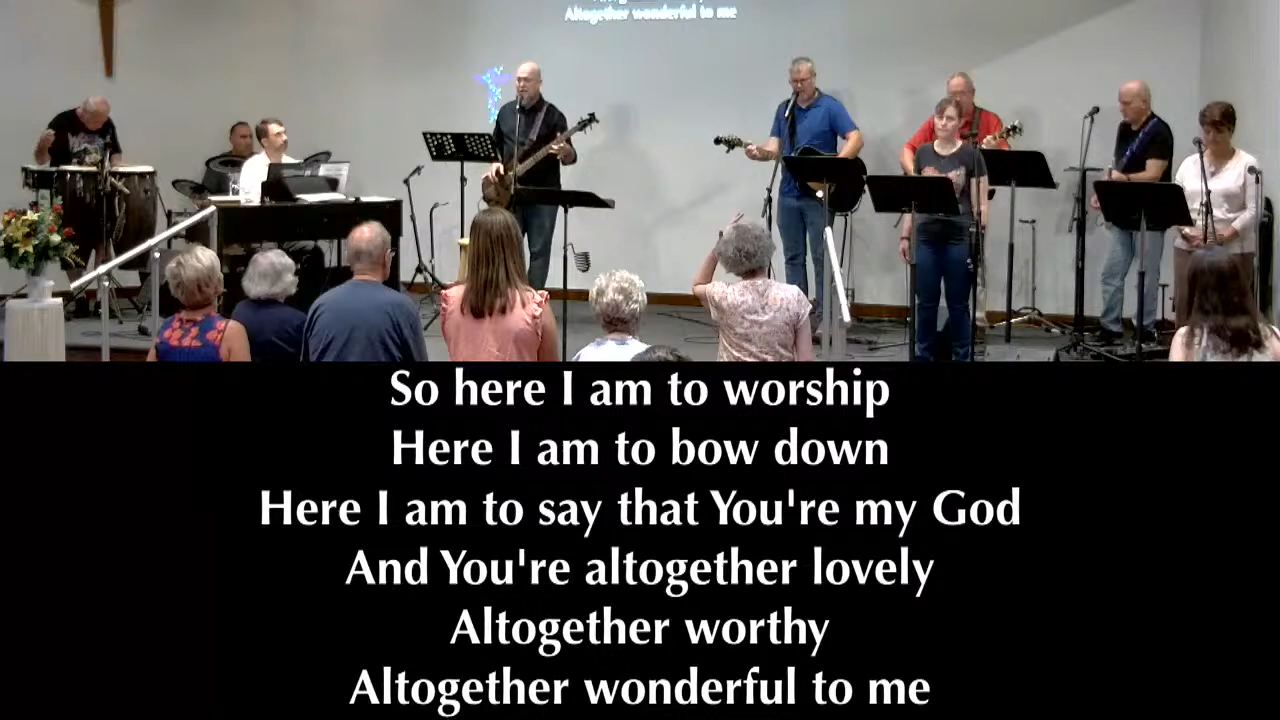 Altogether wonderful to me
So here I am to worship
Here I am to bow down
Here I am to say that You're my God
And You're altogether lovely
Altogether worthy
Altogether wonderful to me